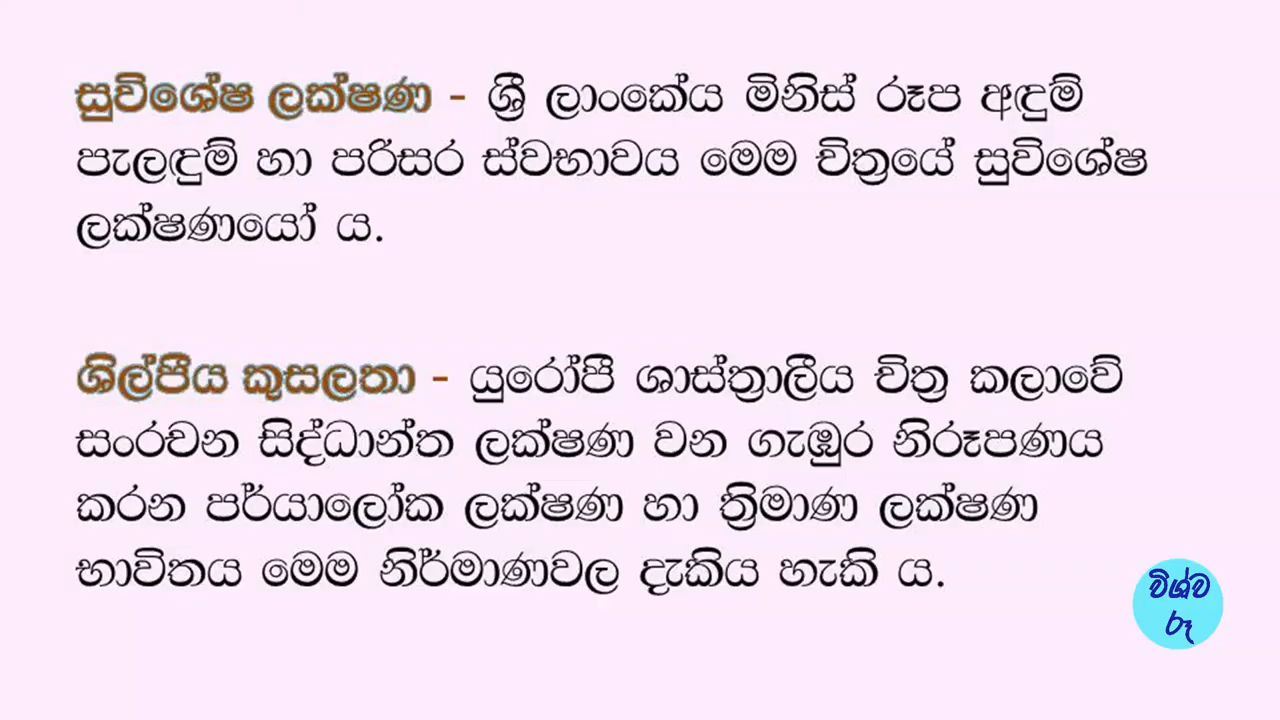 සුවිශේෂ ලක්ෂණ - ශ්‍රී ලාංකේය මිනිස් රූප අඳුම්
පැලඳුම් හා පරිසර ස්වභාවය මෙම චිත්‍රයේ සුවිශේෂ
ලක්ෂණයෝ ය.
ශිල්පීය කුසලතා - යුරෝපී ශාස්ත්‍රාලීය චිත්‍ර කලාවේ
සංරචන සිද්ධාන්ත ලක්ෂණ වන ගැඹුර නිරූපණය
කරන පර්යාලෝක ලක්ෂණ හා ත්‍රිමාණ ලක්ෂණ
භාවිතය මෙම නිර්මාණවල දැකිය හැකි ය.
විශ්ව
රූ